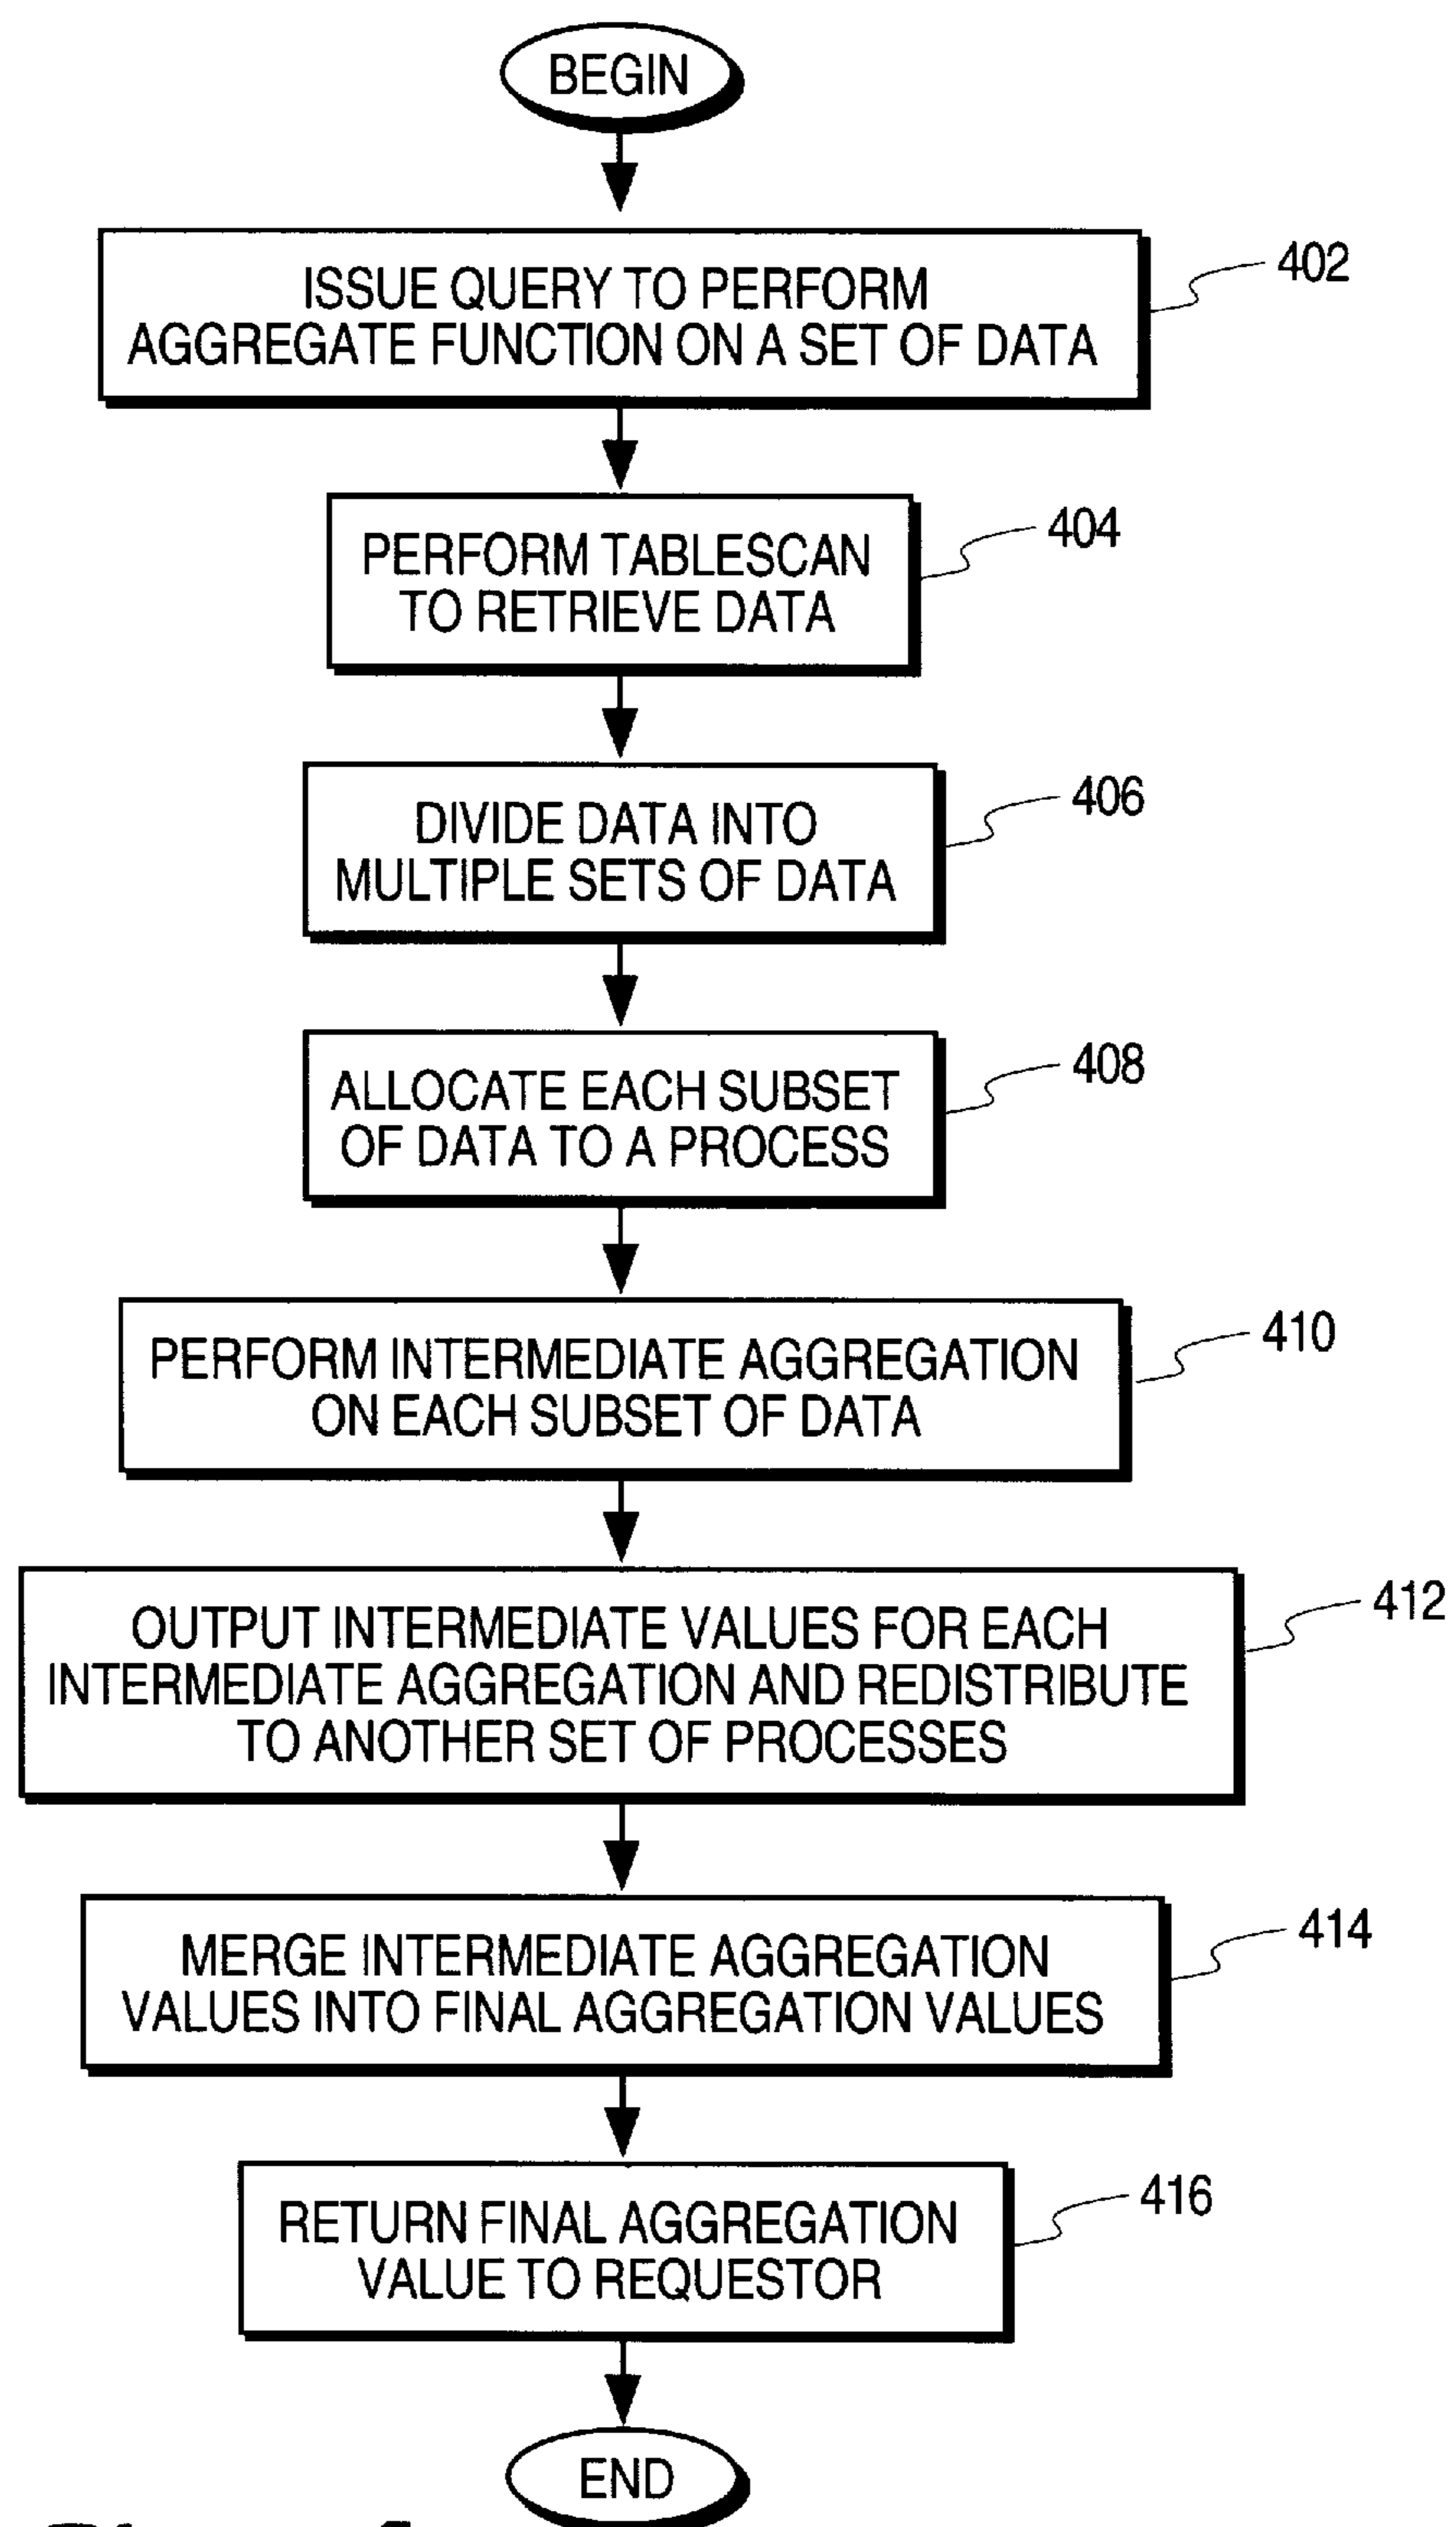 BEGIN
ISSUE QUERY TO PERFORM
AGGREGATE FUNCTION ON A SET OF DATA
402
PERFORM TABLESCAN
TO RETRIEVE DATA
404
DIVIDE DATA INTO
MULTIPLE SETS OF DATA
406
ALLOCATE EACH SUBSET
OF DATA TO A PROCESS
408
PERFORM INTERMEDIATE AGGREGATION
ON EACH SUBSET OF DATA
410
OUTPUT INTERMEDIATE VALUES FOR EACH
INTERMEDIATE AGGREGATION AND REDISTRIBUTE
TO ANOTHER SET OF PROCESSES
412
MERGE INTERMEDIATE AGGREGATION
VALUES INTO FINAL AGGREGATION VALUES
414
RETURN FINAL AGGREGATION
VALUE TO REQUESTOR
416
END